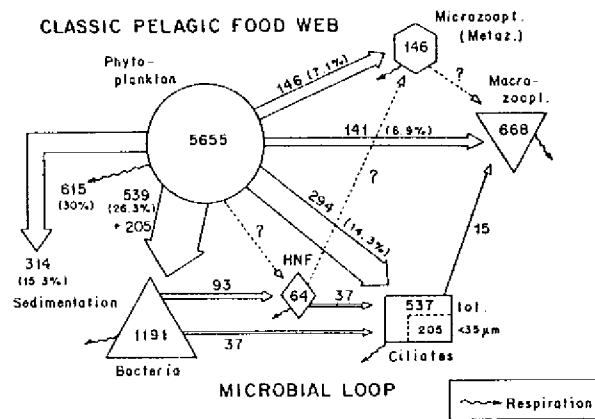 CLASSIC PELAGIC FOOD WEB
Microzoopl.
(Metaz.)
146
Phyto-
plankton
146 (7.1%)
?
Macro-
zoopl.
5655
141 (6.9%)
668
615
(30%)
539
(26.3%)
+ 205
?
294 (14.3%)
?
15
314
(15.3%)
Sedimentation
HNF
93
64
37
537 tot.
205 <35µm
1191
37
Ciliates
Bacteria
MICROBIAL LOOP
Respiration